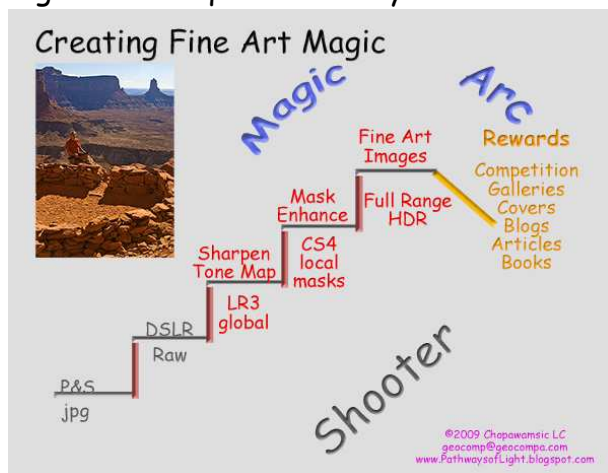 Creating Fine Art Magic
Magic
Arc
Fine Art
Images
Rewards
Competition
Galleries
Covers
Blogs
Articles
Books
Mask
Enhance
Full Range
HDR
Sharpen
Tone Map
CS4
local
masks
LR3
global
DSLR
Raw
P&S
jpg
Shooter
©2009 Chopawamsic LC
geocomp@geocompa.com
www.PathwaysofLight.blogspot.com